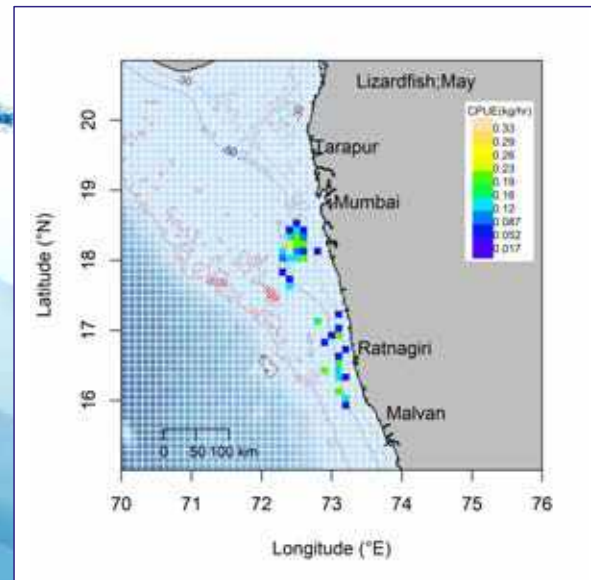 Lizardfish;May
CPUE(kg/hr)
0.33
0.29
0.26
0.23
0.19
0.16
0.12
0.087
0.052
0.017
Tarapur
Mumbai
Ratnagiri
Malvan
Latitude (°N)
20
19
18
17
16
0 50 100 km
70 71 72 73 74 75 76
Longitude (°E)